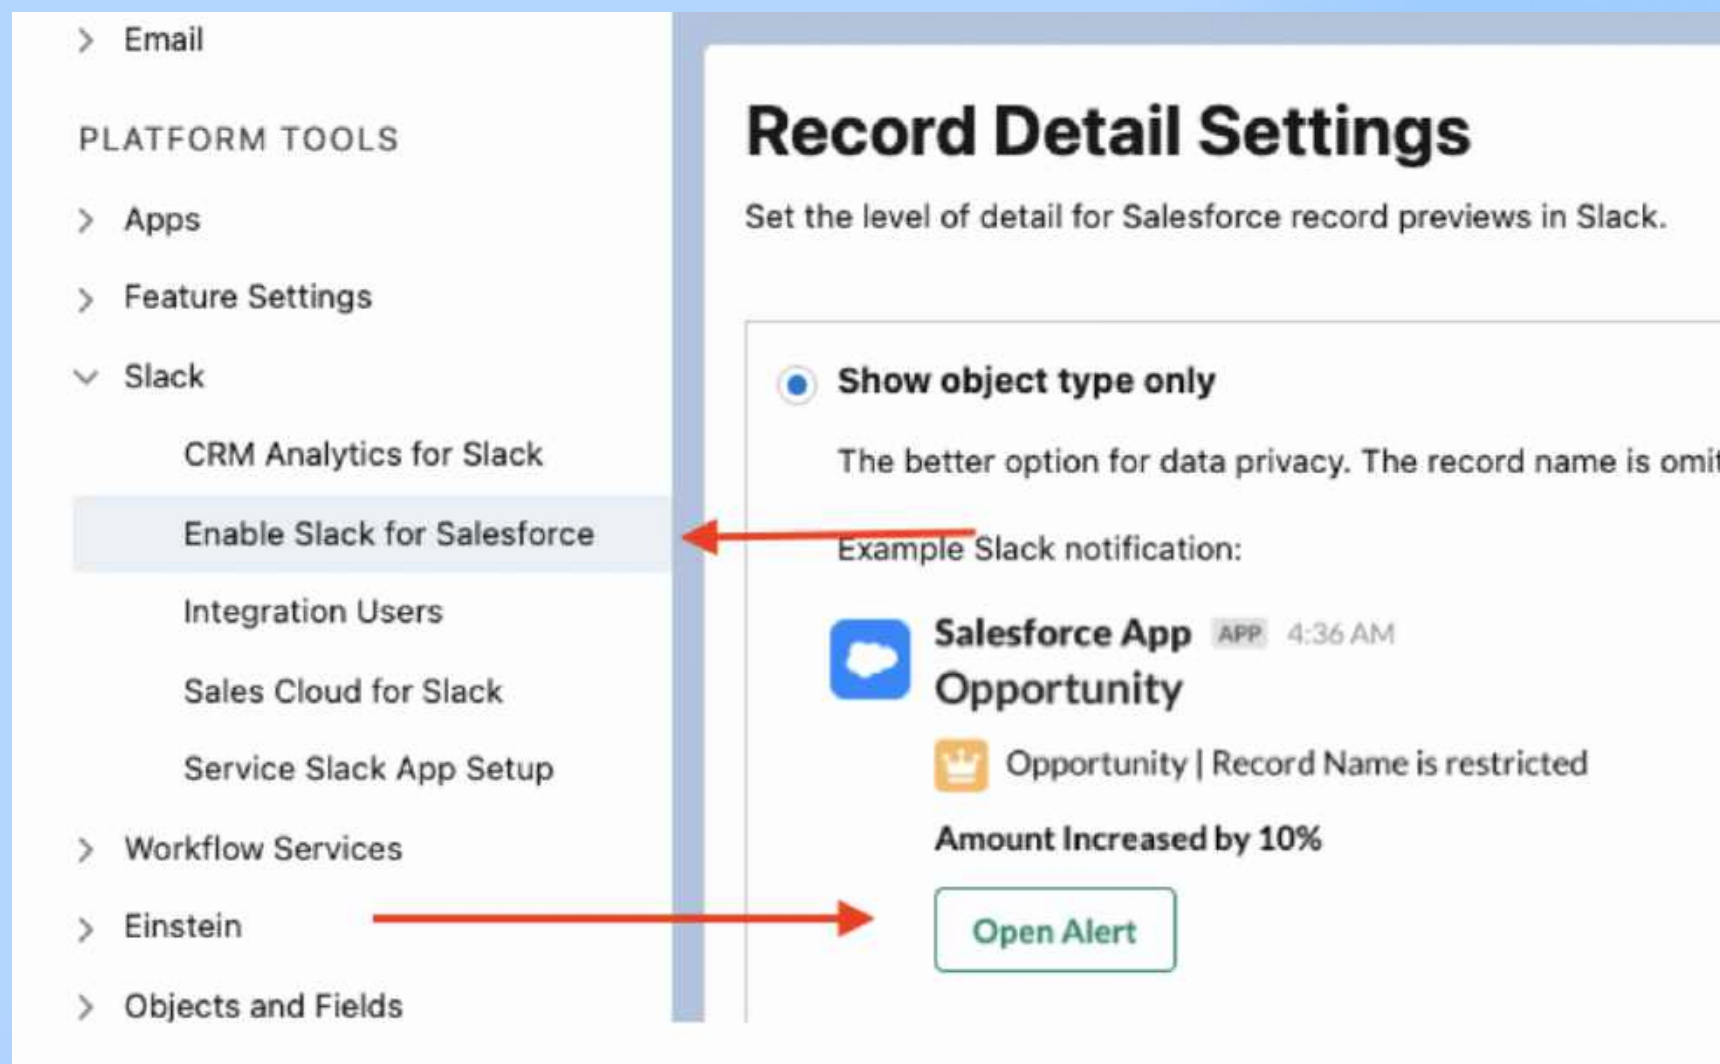 Email
PLATFORM TOOLS
Apps
Feature Settings
Slack
CRM Analytics for Slack
Enable Slack for Salesforce
Integration Users
Sales Cloud for Slack
Service Slack App Setup
Workflow Services
Einstein
Objects and Fields
Record Detail Settings
Set the level of detail for Salesforce record previews in Slack.
Show object type only
The better option for data privacy. The record name is omit
Example Slack notification:
Salesforce App APP 4:36 AM
Opportunity
Opportunity | Record Name is restricted
Amount Increased by 10%
Open Alert